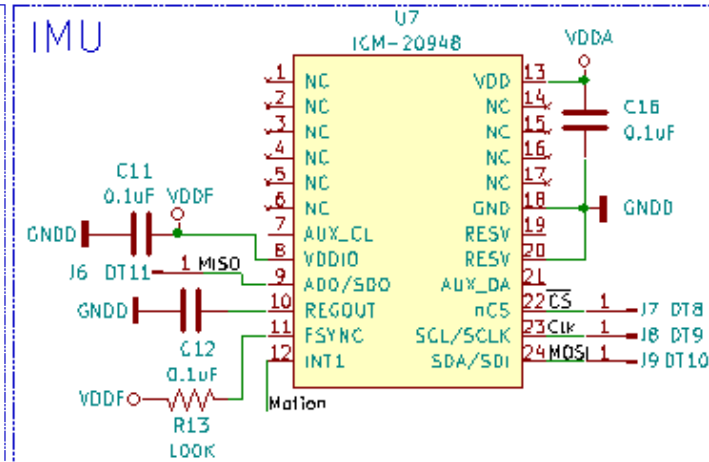 IMU
U7
ICM-20948
VDDA
1 NC
2 NC
3 NC
4 NC
5 NC
6 NC
7 AUX_CL
8 VDDIO
9 AD0/SD0
10 REGOUT
11 FSYNC
12 INT1
VDD 13
NC 14
NC 15
NC 16
NC 17
GND 18
RESV 19
RESV 20
AUX_DA 21
nCS 22 CS 1 J7 DT8
SCL/SCLK 23 Clk 1 J8 DT9
SDA/SDI 24 MOSI 1 J9 DT10
C16
0.1uF
GNDD
C11
0.1uF VDDF
GNDD
J6 DT11 1 MISO
GNDD
C12
0.1uF
VDDF
R13
100K
Motion